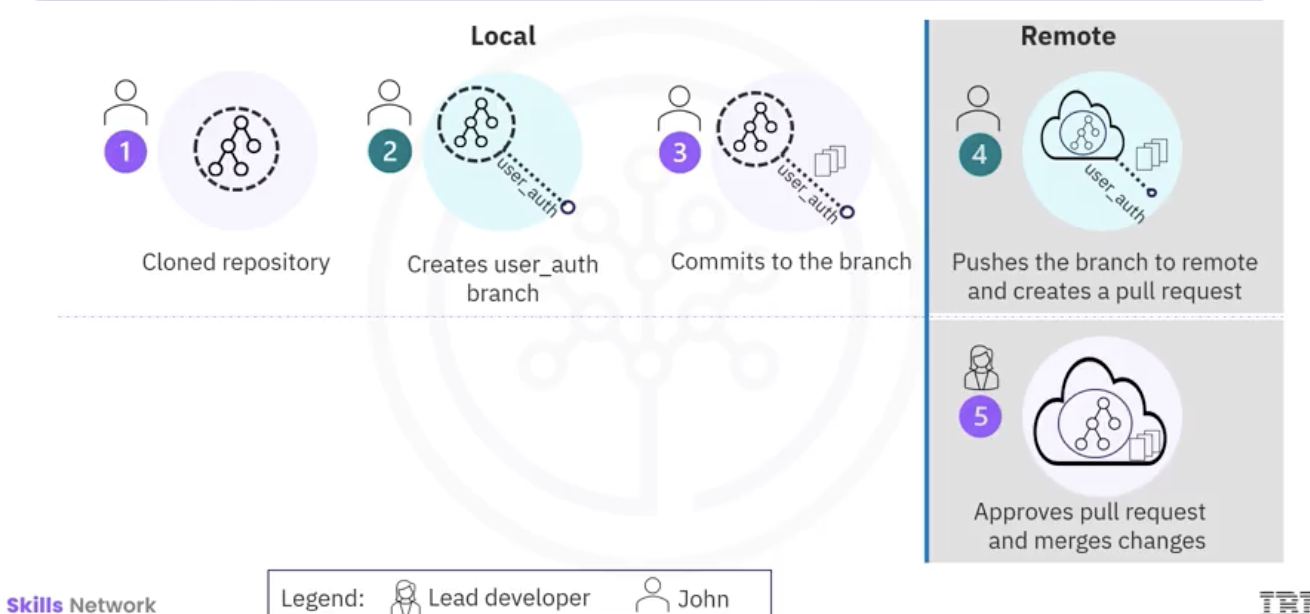 Local
Remote
1
2
3
4
user_auth
user_auth
user_auth
Cloned repository
Creates user_auth
branch
Commits to the branch
Pushes the branch to remote
and creates a pull request
5
Approves pull request
and merges changes
Legend: Lead developer John
Skills Network